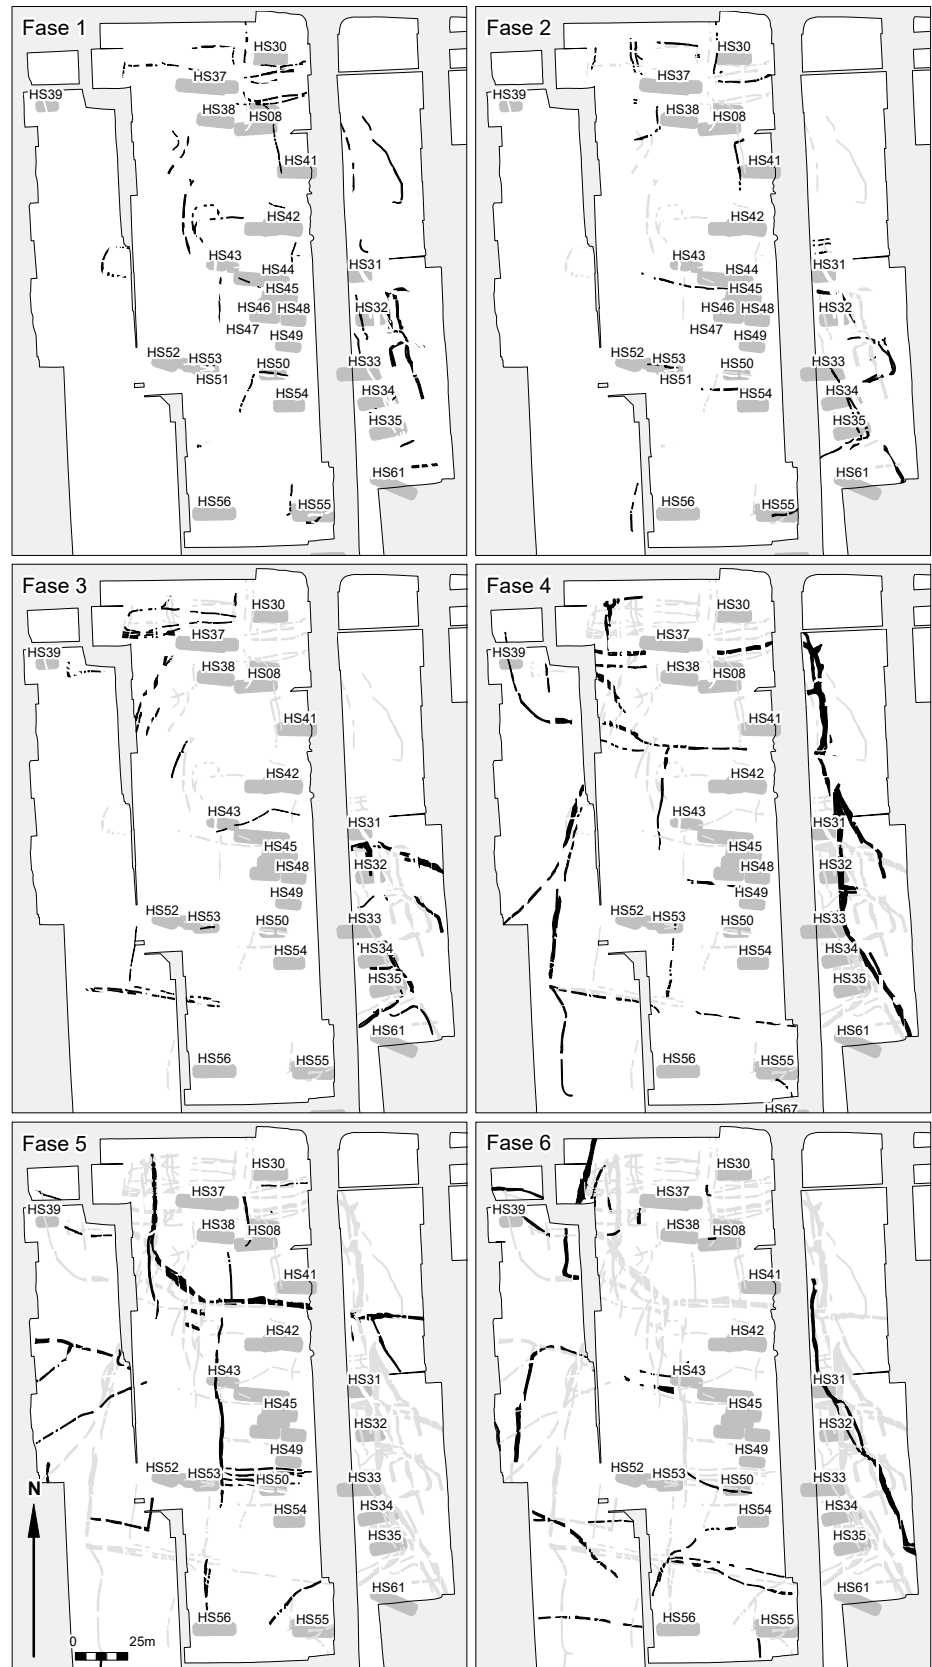 Fase 1
HS30
HS37
HS39
HS38
HS08
HS41
HS42
HS43
HS44
HS31
HS45
HS46
HS48
HS32
HS47
HS49
HS52
HS53
HS50
HS33
HS51
HS54
HS34
HS35
HS61
HS56
HS55
Fase 2
HS30
HS37
HS39
HS38
HS08
HS41
HS42
HS43
HS44
HS31
HS45
HS46
HS48
HS32
HS47
HS49
HS52
HS53
HS50
HS33
HS51
HS54
HS34
HS35
HS61
HS56
HS55
Fase 3
HS30
HS37
HS39
HS38
HS08
HS41
HS42
HS43
HS31
HS45
HS48
HS32
HS49
HS52
HS53
HS50
HS33
HS54
HS34
HS35
HS61
HS56
HS55
Fase 4
HS30
HS37
HS39
HS38
HS08
HS41
HS42
HS43
HS31
HS45
HS48
HS32
HS49
HS52
HS53
HS50
HS33
HS54
HS34
HS35
HS61
HS56
HS55
HS67
Fase 5
HS30
HS37
HS39
HS38
HS08
HS41
HS42
HS43
HS31
HS45
HS32
HS49
HS52
HS53
HS50
HS33
N
HS54
HS34
HS35
HS61
HS56
HS55
0 25m
Fase 6
HS30
HS37
HS39
HS38
HS08
HS41
HS42
HS43
HS31
HS45
HS32
HS49
HS52
HS53
HS50
HS33
HS54
HS34
HS35
HS61
HS56
HS55